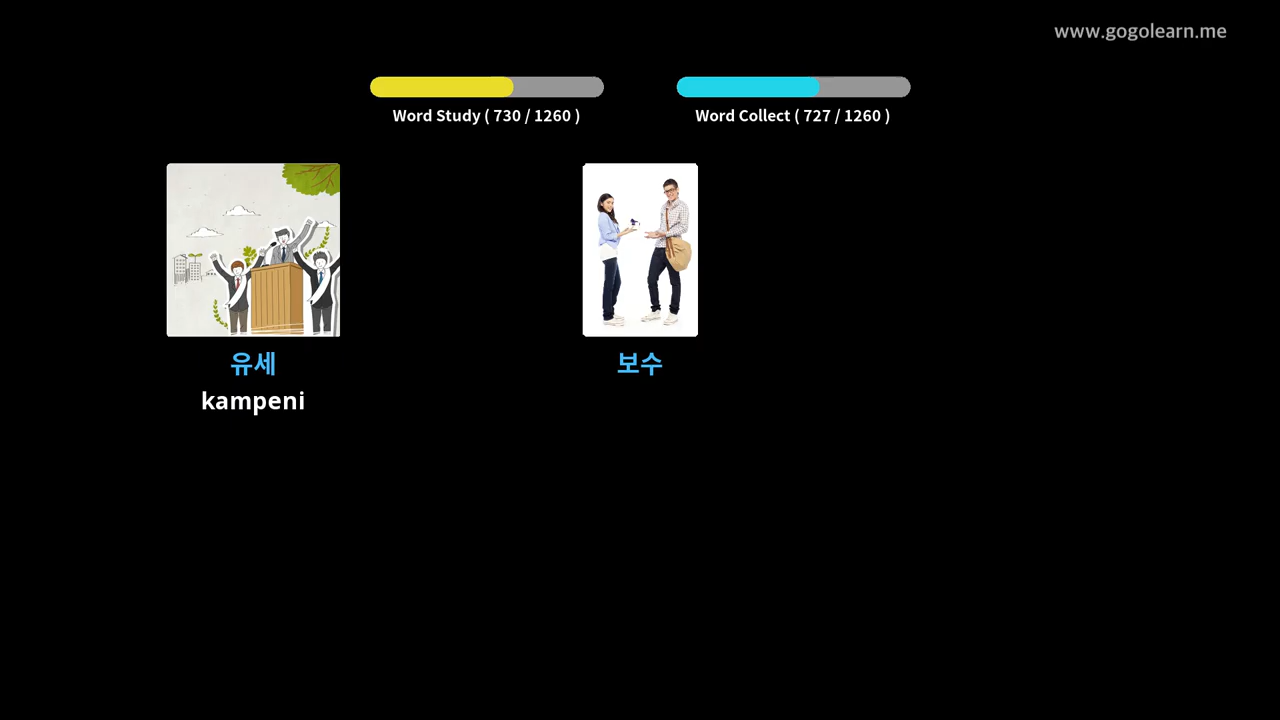 www.gogolearn.me
Word Study ( 730 / 1260 )
Word Collect ( 727 / 1260 )
유세
kampeni
보수